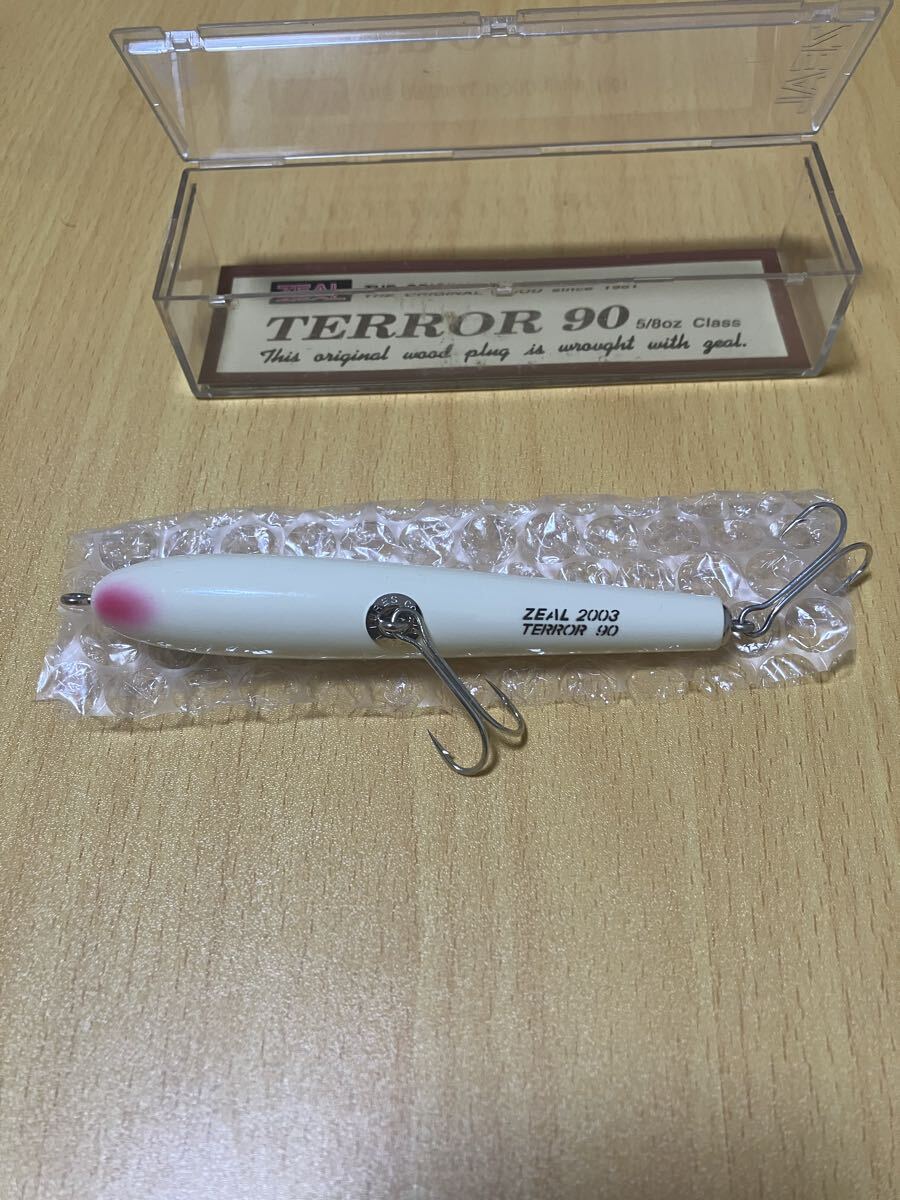 ZEAL
THE ORIGINAL WOOD since 1981
TERROR 90 5/8oz Class
This original wood plug is wrought with zeal.
ZEAL 2003
TERROR 90